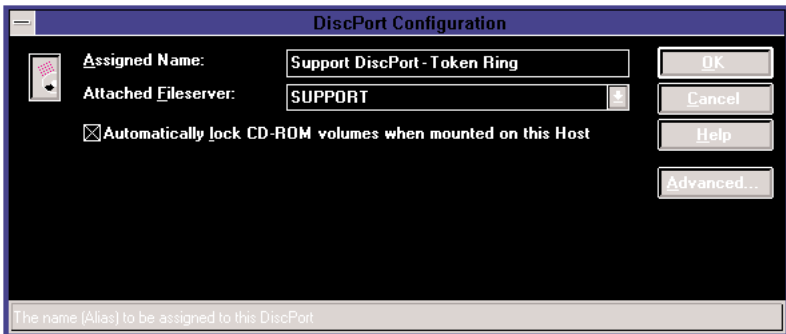 DiscPort Configuration
Assigned Name:
Support DiscPort - Token Ring
OK
Attached Fileserver:
SUPPORT
Cancel
Automatically lock CD-ROM volumes when mounted on this Host
Help
Advanced...
The name (Alias) to be assigned to this DiscPort